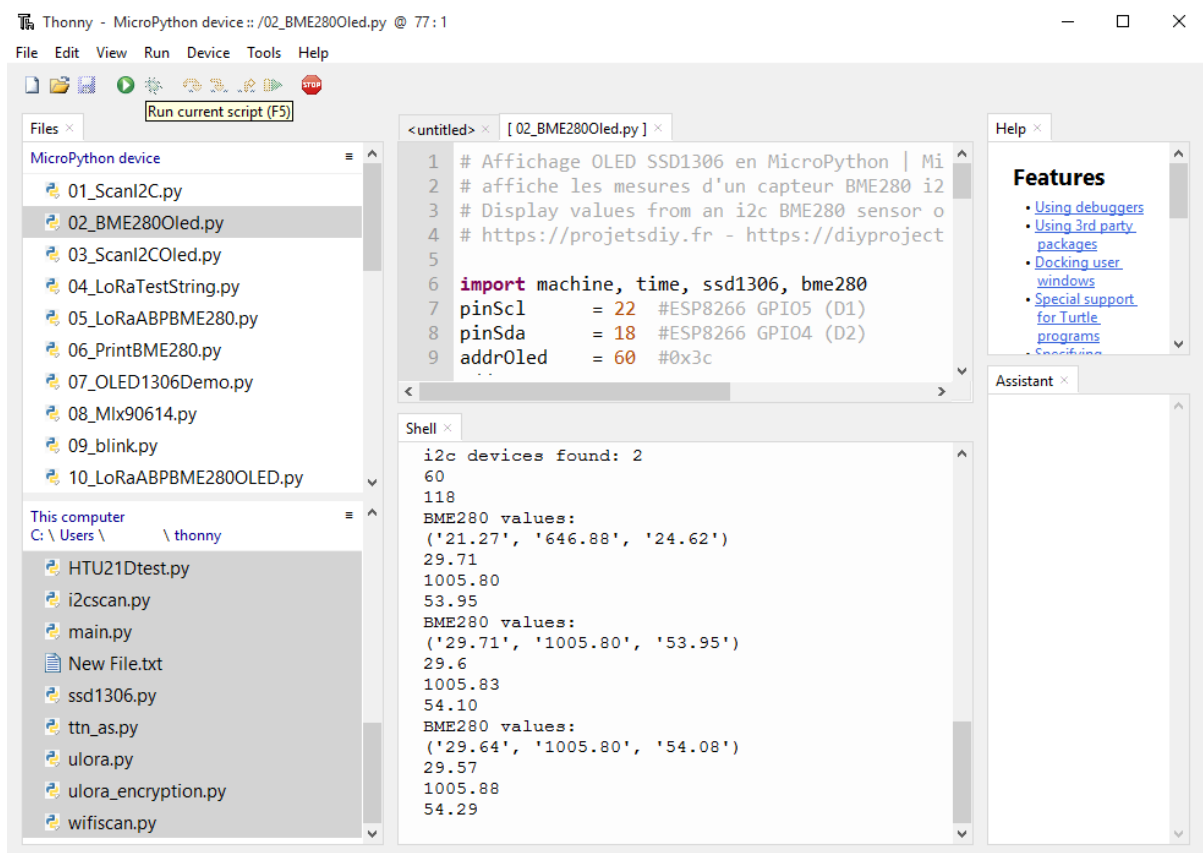 Thonny - MicroPython device :: /02_BME280Oled.py @ 77 : 1
File Edit View Run Device Tools Help
STOP
Run current script (F5)
Files
MicroPython device
01_ScanI2C.py
02_BME280Oled.py
03_ScanI2COled.py
04_LoRaTestString.py
05_LoRaABPBME280.py
06_PrintBME280.py
07_OLED1306Demo.py
08_Mlx90614.py
09_blink.py
10_LoRaABPBME280OLED.py
This computer
C: \ Users \ \ thonny
HTU21Dtest.py
i2cscan.py
main.py
New File.txt
ssd1306.py
ttn_as.py
ulora.py
ulora_encryption.py
wifiscan.py
<untitled> [ 02_BME280Oled.py ]
1 # Affichage OLED SSD1306 en MicroPython | Mi
2 # affiche les mesures d'un capteur BME280 i2
3 # Display values from an i2c BME280 sensor o
4 # https://projetsdiy.fr - https://diyproject
5
6 import machine, time, ssd1306, bme280
7 pinScl = 22 #ESP8266 GPIO5 (D1)
8 pinSda = 18 #ESP8266 GPIO4 (D2)
9 addrOled = 60 #0x3c
Shell
i2c devices found: 2
60
118
BME280 values:
('21.27', '646.88', '24.62')
29.71
1005.80
53.95
BME280 values:
('29.71', '1005.80', '53.95')
29.6
1005.83
54.10
BME280 values:
('29.64', '1005.80', '54.08')
29.57
1005.88
54.29
Help
Features
• Using debuggers
• Using 3rd party
packages
• Docking user
windows
• Special support
for Turtle
programs
Assistant